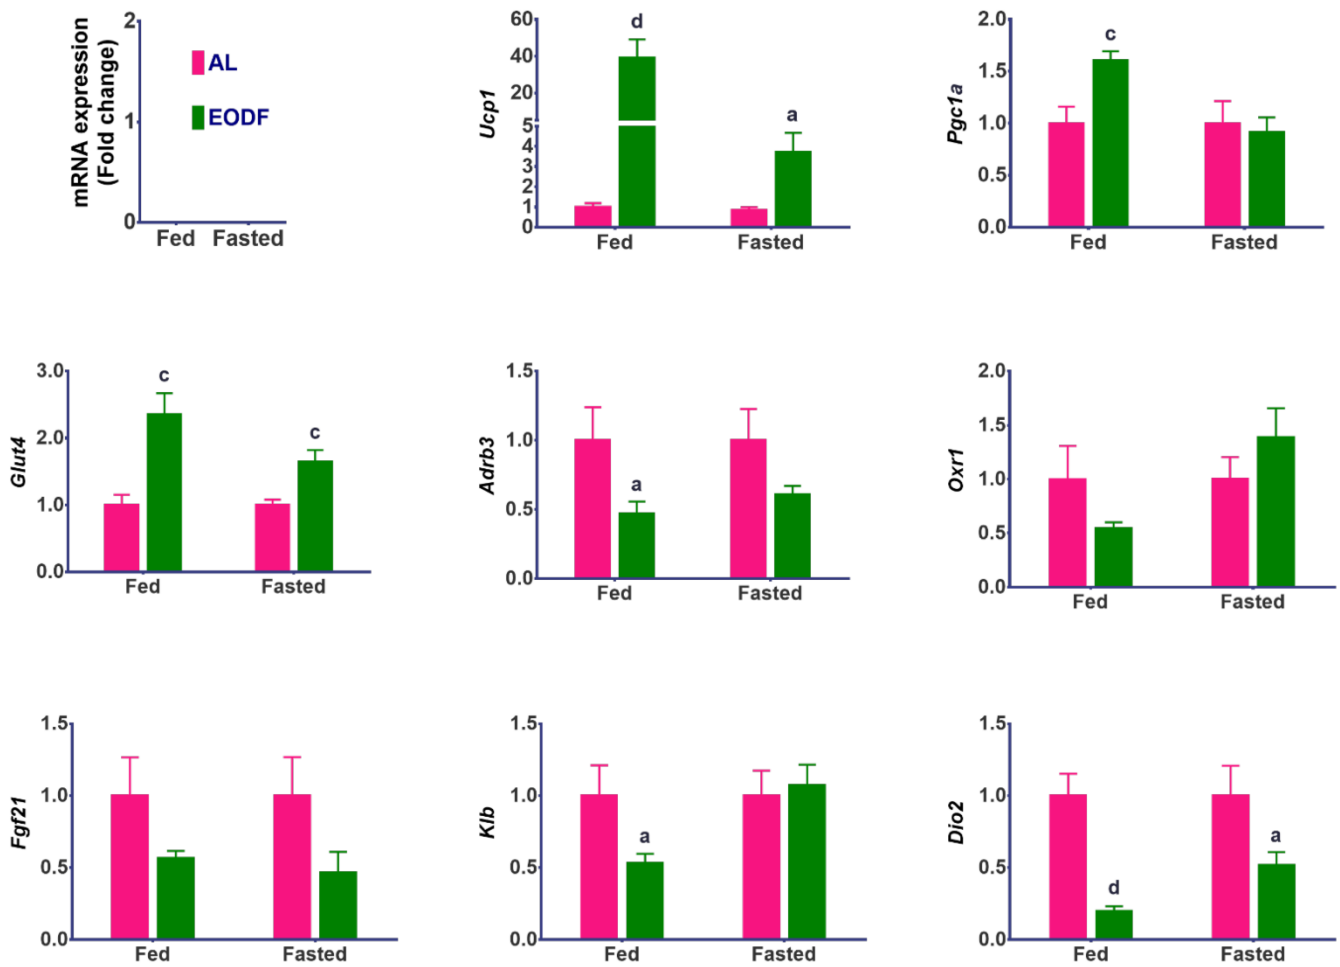 mRNA expression
(Fold change)
2
1
0
AL
EODF
Fed Fasted
Ucp1
60
40
20
5
4
3
2
1
0
d
a
Fed Fasted
Pgc1a
2.0
1.5
1.0
0.5
0.0
c
Fed Fasted
Glut4
3.0
2.0
1.0
0.0
c
c
Fed Fasted
Adrb3
1.5
1.0
0.5
0.0
a
Fed Fasted
Oxr1
2.0
1.5
1.0
0.5
0.0
Fed Fasted
Fgf21
1.5
1.0
0.5
0.0
Fed Fasted
Klb
1.5
1.0
0.5
0.0
a
Fed Fasted
Dio2
1.5
1.0
0.5
0.0
d
a
Fed Fasted